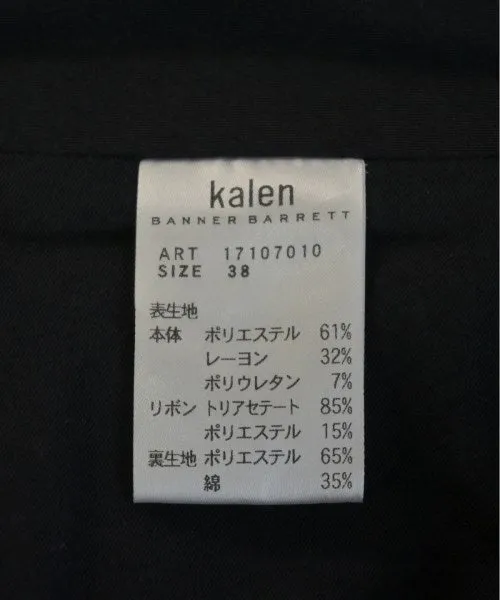 kalen
BANNER BARRETT
ART 17107010
SIZE 38
表生地
本体 ポリエステル 61%
レーヨン 32%
ポリウレタン 7%
リボン トリアセテート 85%
ポリエステル 15%
裏生地 ポリエステル 65%
綿 35%